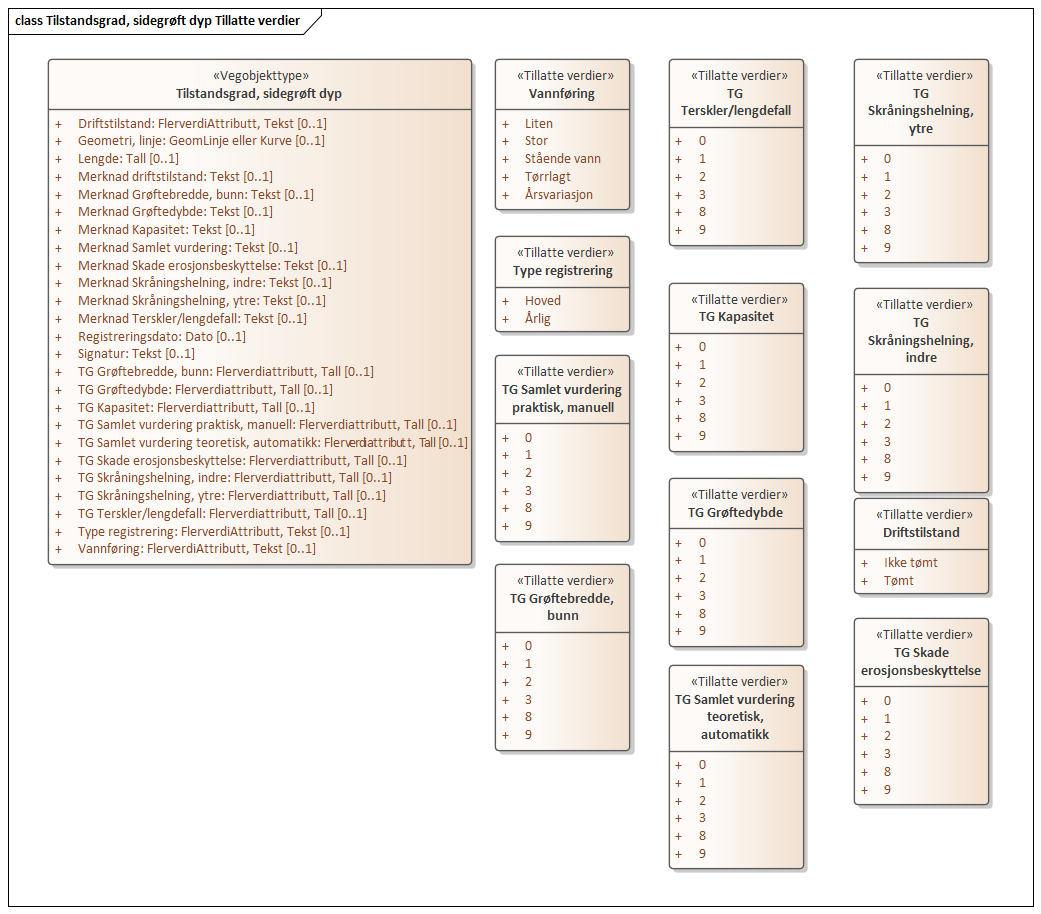 class Tilstandsgrad, sidegrøft dyp Tillatte verdier
«Vegobjekttype»
Tilstandsgrad, sidegrøft dyp
+ Driftstilstand: FlerverdiAttributt, Tekst [0..1]
+ Geometri, linje: GeomLinje eller Kurve [0..1]
+ Lengde: Tall [0..1]
+ Merknad driftstilstand: Tekst [0..1]
+ Merknad Grøftebredde, bunn: Tekst [0..1]
+ Merknad Grøftedybde: Tekst [0..1]
+ Merknad Kapasitet: Tekst [0..1]
+ Merknad Samlet vurdering: Tekst [0..1]
+ Merknad Skade erosjonsbeskyttelse: Tekst [0..1]
+ Merknad Skråningshelning, indre: Tekst [0..1]
+ Merknad Skråningshelning, ytre: Tekst [0..1]
+ Merknad Terskler/lengdefall: Tekst [0..1]
+ Registreringsdato: Dato [0..1]
+ Signatur: Tekst [0..1]
+ TG Grøftebredde, bunn: Flerverdiattributt, Tall [0..1]
+ TG Grøftedybde: Flerverdiattributt, Tall [0..1]
+ TG Kapasitet: Flerverdiattributt, Tall [0..1]
+ TG Samlet vurdering praktisk, manuell: Flerverdiattributt, Tall [0..1]
+ TG Samlet vurdering teoretisk, automatikk: Flerverdiattributt, Tall [0..1]
+ TG Skade erosjonsbeskyttelse: Flerverdiattributt, Tall [0..1]
+ TG Skråningshelning, indre: Flerverdiattributt, Tall [0..1]
+ TG Skråningshelning, ytre: Flerverdiattributt, Tall [0..1]
+ TG Terskler/lengdefall: Flerverdiattributt, Tall [0..1]
+ Type registrering: FlerverdiAttributt, Tekst [0..1]
+ Vannføring: FlerverdiAttributt, Tekst [0..1]
«Tillatte verdier»
Vannføring
+ Liten
+ Stor
+ Stående vann
+ Tørrlagt
+ Årsvariasjon
«Tillatte verdier»
Type registrering
+ Hoved
+ Årlig
«Tillatte verdier»
TG Samlet vurdering
praktisk, manuell
+ 0
+ 1
+ 2
+ 3
+ 8
+ 9
«Tillatte verdier»
TG Grøftebredde,
bunn
+ 0
+ 1
+ 2
+ 3
+ 8
+ 9
«Tillatte verdier»
TG
Terskler/lengdefall
+ 0
+ 1
+ 2
+ 3
+ 8
+ 9
«Tillatte verdier»
TG Kapasitet
+ 0
+ 1
+ 2
+ 3
+ 8
+ 9
«Tillatte verdier»
TG Grøftedybde
+ 0
+ 1
+ 2
+ 3
+ 8
+ 9
«Tillatte verdier»
TG Samlet vurdering
teoretisk,
automatikk
+ 0
+ 1
+ 2
+ 3
+ 8
+ 9
«Tillatte verdier»
TG
Skråningshelning,
ytre
+ 0
+ 1
+ 2
+ 3
+ 8
+ 9
«Tillatte verdier»
TG
Skråningshelning,
indre
+ 0
+ 1
+ 2
+ 3
+ 8
+ 9
«Tillatte verdier»
Driftstilstand
+ Ikke tømt
+ Tømt
«Tillatte verdier»
TG Skade
erosjonsbeskyttelse
+ 0
+ 1
+ 2
+ 3
+ 8
+ 9